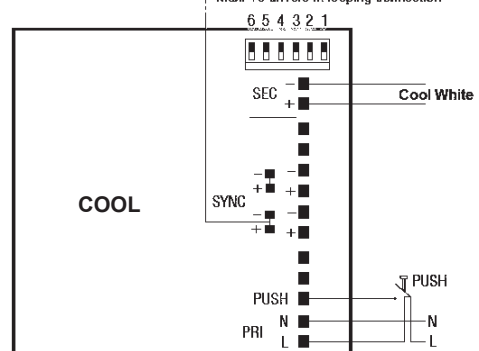 6 5 4 3 2 1
SEC
−
+
Cool White
− −
+ +
SYNC
− −
+ +
COOL
PUSH
PUSH
PRI
N
L
N
L